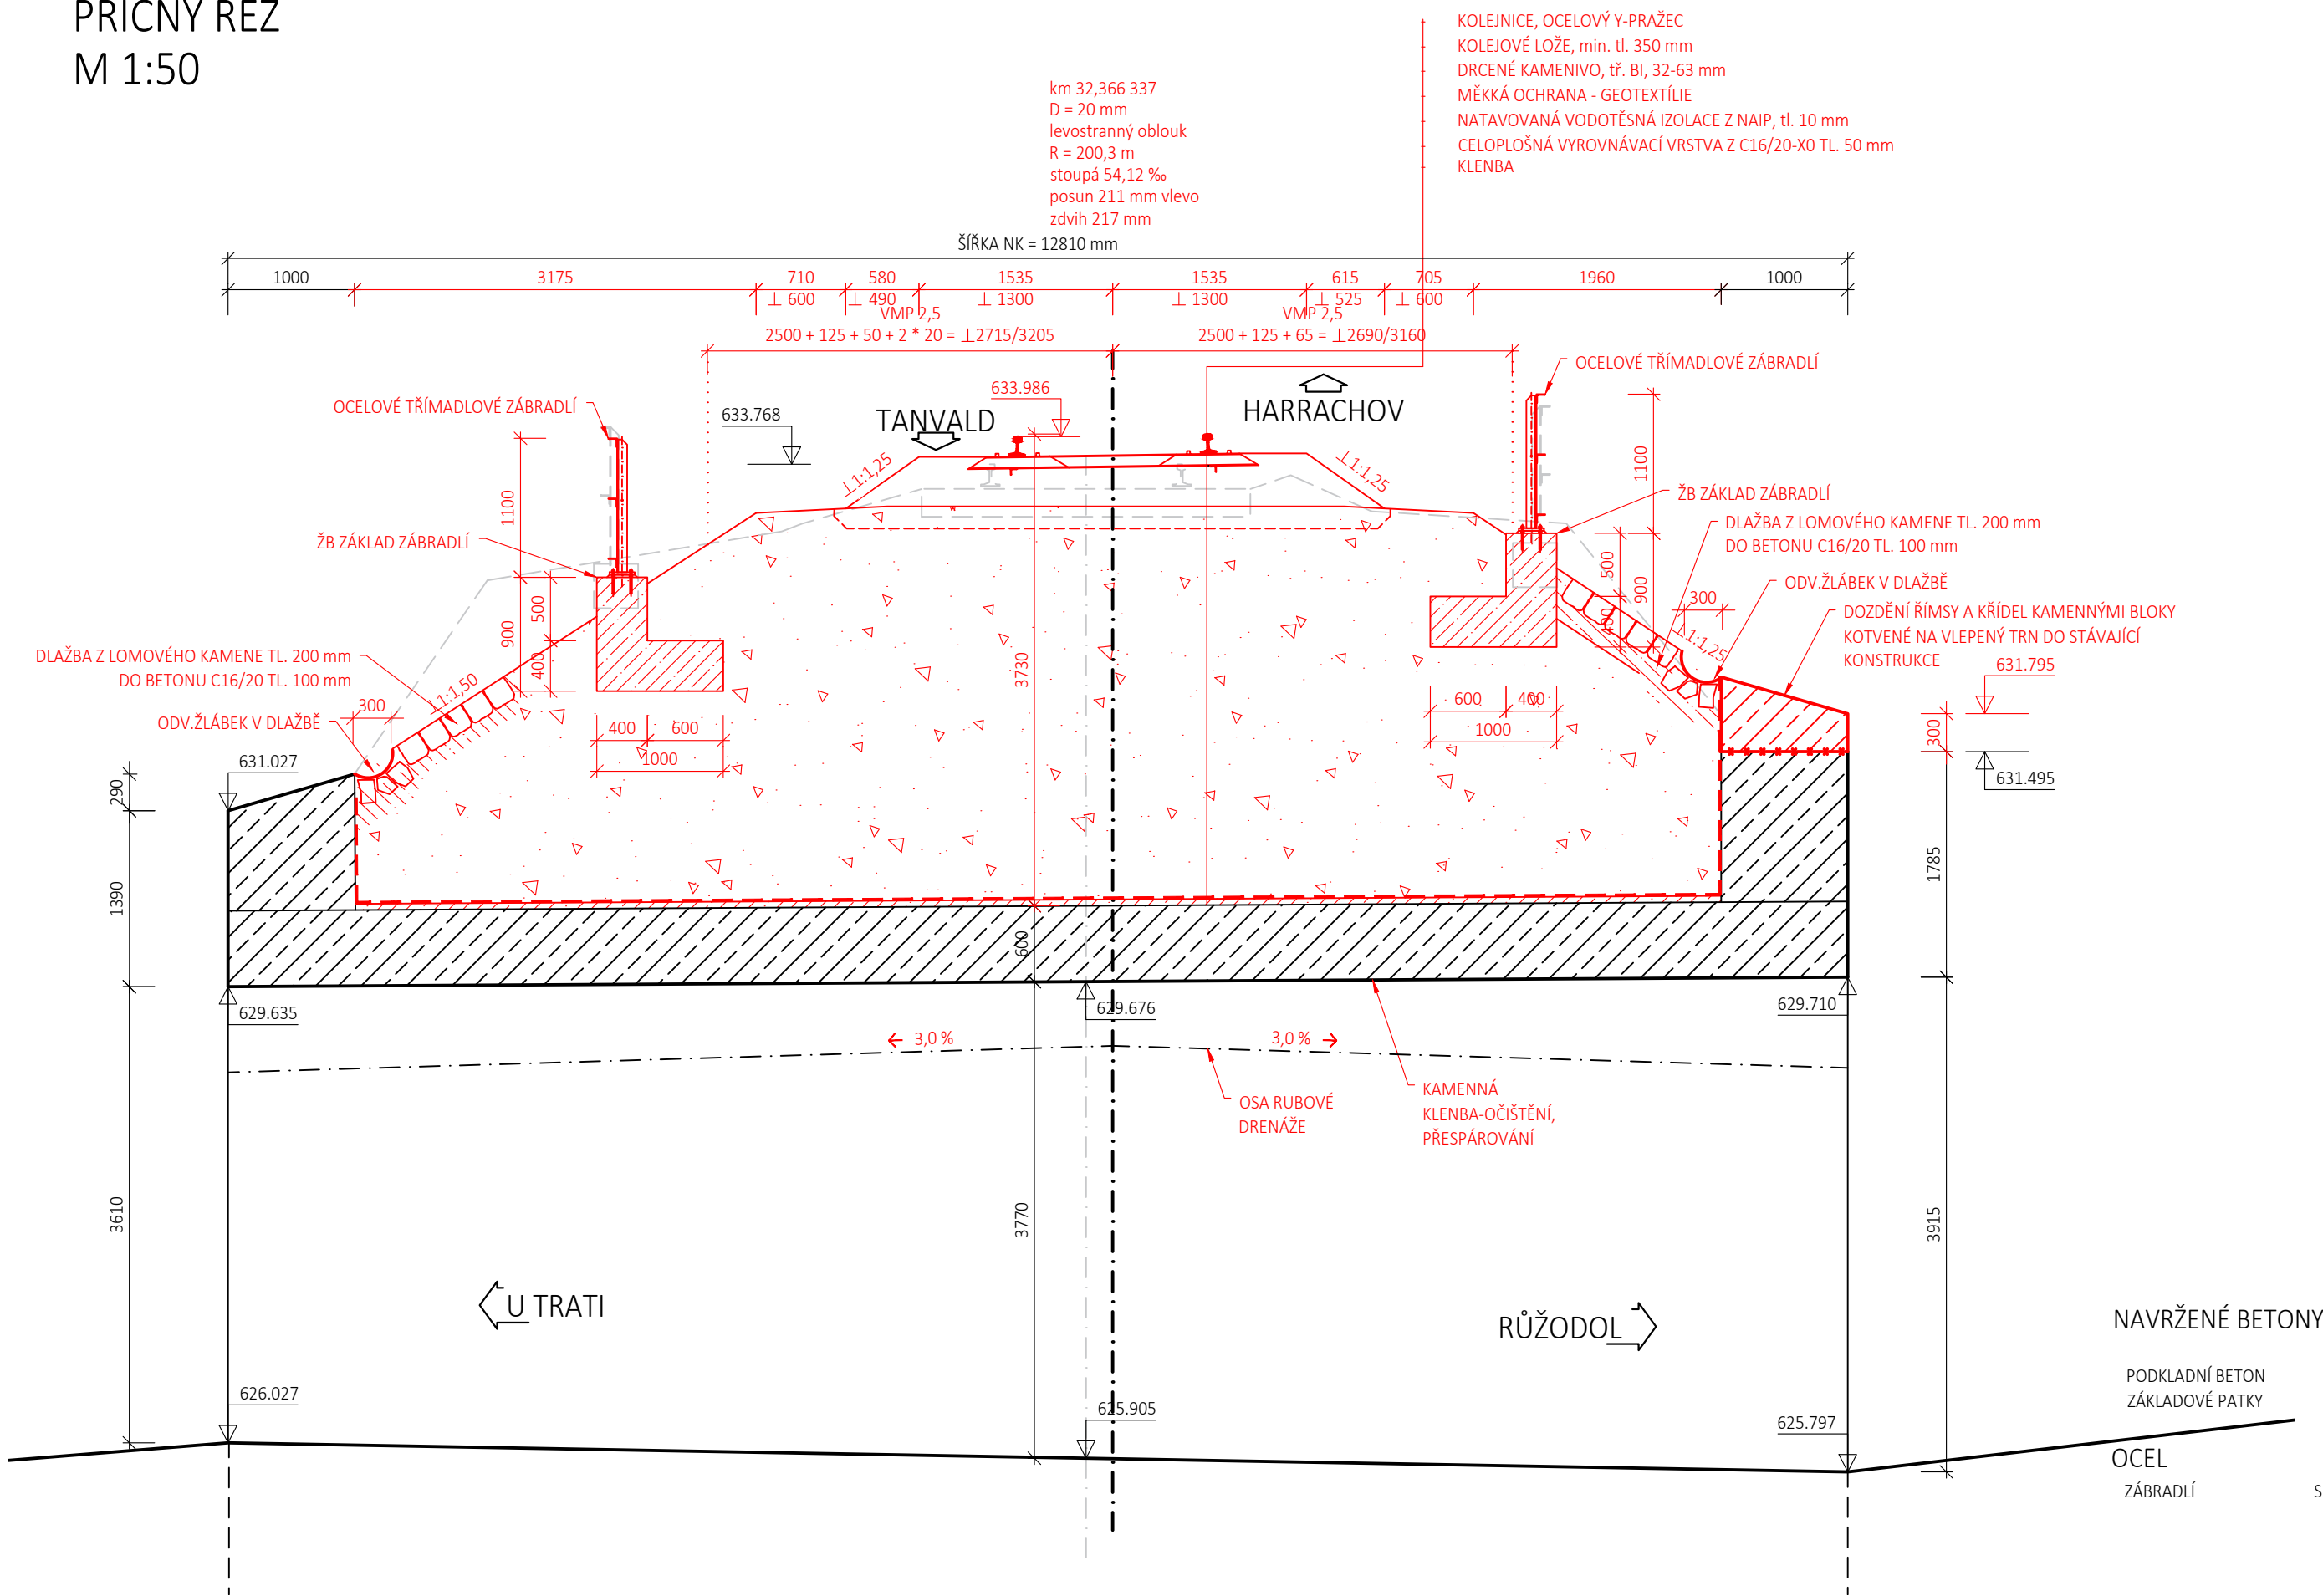 PŘÍČNÝ ŘEZ
M 1:50
KOLEJNICE, OCELOVÝ Y-PRAŽEC
KOLEJOVÉ LOŽE, min. tl. 350 mm
DRCENÉ KAMENIVO, tř. BI, 32-63 mm
MĚKKÁ OCHRANA - GEOTEXTÍLIE
NATAVOVANÁ VODOTĚSNÁ IZOLACE Z NAIP, tl. 10 mm
CELOPLOŠNÁ VYROVNÁVACÍ VRSTVA Z C16/20-X0 TL. 50 mm
KLENBA
km 32,366 337
D = 20 mm
levostranný oblouk
R = 200,3 m
stoupá 54,12 ‰
posun 211 mm vlevo
zdvih 217 mm
ŠÍŘKA NK = 12810 mm
1000 3175 710 580 1535 1535 615 705 1960 1000
⊥ 600 ⊥ 490 ⊥ 1300 ⊥ 1300 ⊥ 525 ⊥ 600
VMP 2,5 VMP 2,5
2500 + 125 + 50 + 2 * 20 = ⊥2715/3205 2500 + 125 + 65 = ⊥2690/3160
OCELOVÉ TŘÍMADLOVÉ ZÁBRADLÍ
633.986
633.768
TANVALD
HARRACHOV
OCELOVÉ TŘÍMADLOVÉ ZÁBRADLÍ
⊥1:1,25
⊥1:1,25
1100
1100
ŽB ZÁKLAD ZÁBRADLÍ
ŽB ZÁKLAD ZÁBRADLÍ
DLAŽBA Z LOMOVÉHO KAMENE TL. 200 mm
DO BETONU C16/20 TL. 100 mm
ODV.ŽLÁBEK V DLAŽBĚ
500
900
400
500
900
400
300
⊥1:1,25
DOZDĚNÍ ŘÍMSY A KŘÍDEL KAMENNÝMI BLOKY
KOTVENÉ NA VLEPENÝ TRN DO STÁVAJÍCÍ
KONSTRUKCE
631.795
DLAŽBA Z LOMOVÉHO KAMENE TL. 200 mm
DO BETONU C16/20 TL. 100 mm
⊥1:1,50
300
ODV.ŽLÁBEK V DLAŽBĚ
3730
400 600
1000
600 400
1000
300
631.027
631.495
290
1390
1785
600
629.635
629.676
629.710
3,0 % 3,0 %
OSA RUBOVÉ
DRENÁŽE
KAMENNÁ
KLENBA-OČIŠTĚNÍ,
PŘESPÁROVÁNÍ
3610
3770
3915
U TRATI
RŮŽODOL
626.027
625.905
625.797
NAVRŽENÉ BETONY
PODKLADNÍ BETON
ZÁKLADOVÉ PATKY
OCEL
ZÁBRADLÍ S